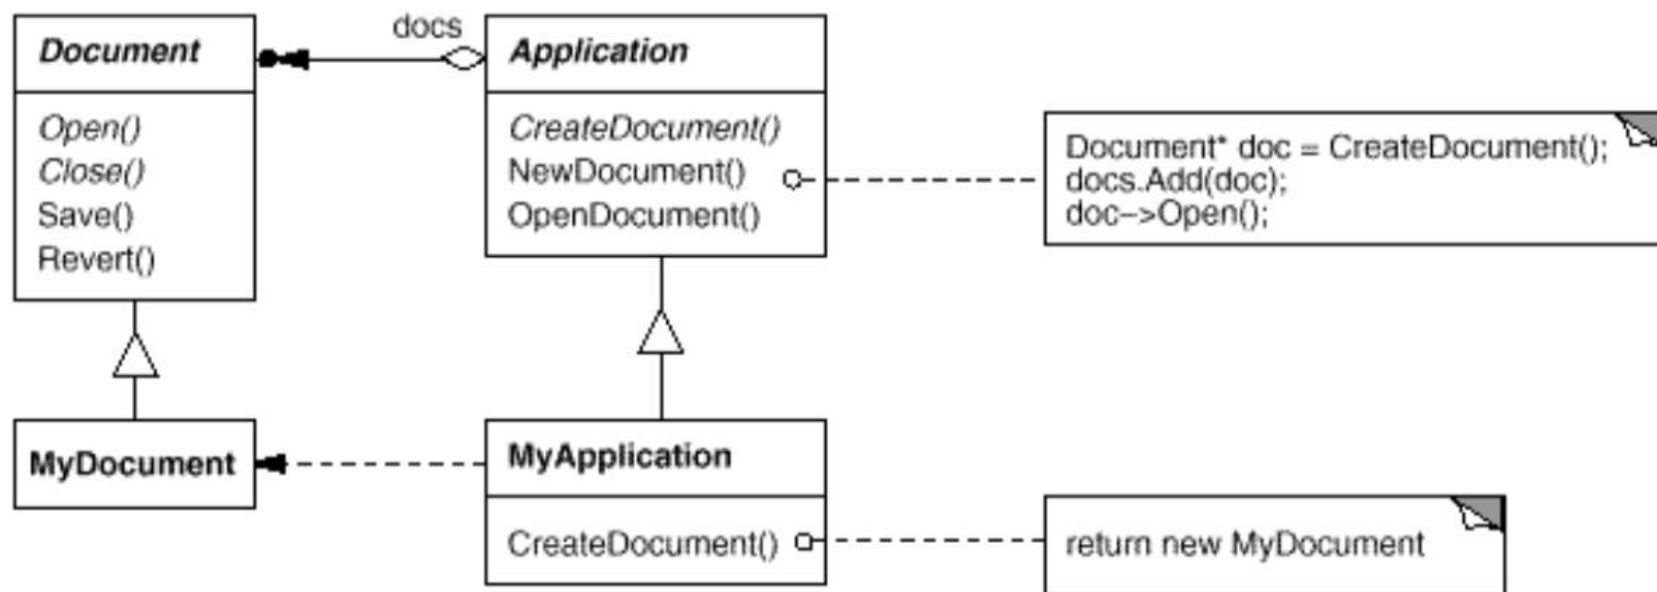 docs
Document
Open()
Close()
Save()
Revert()
Application
CreateDocument()
NewDocument()
OpenDocument()
Document* doc = CreateDocument();
docs.Add(doc);
doc–>Open();
MyDocument
MyApplication
CreateDocument()
return new MyDocument